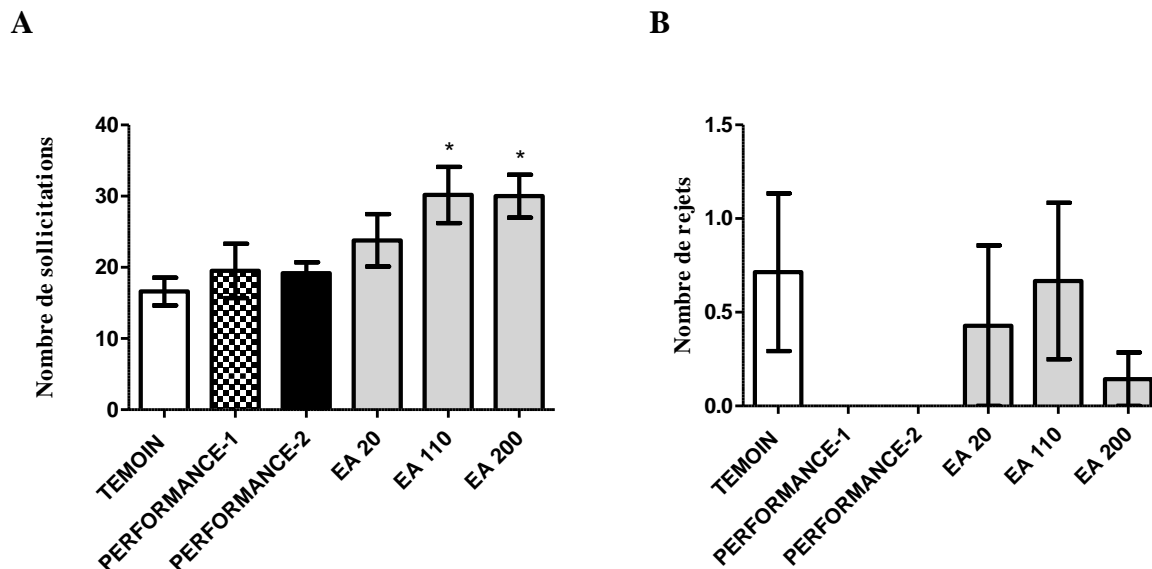 A
Nombre de sollicitations
40
30
20
10
0
*
*
TEMOIN
PERFORMANCE-1
PERFORMANCE-2
EA 20
EA 110
EA 200
B
Nombre de rejets
1.5
1.0
0.5
0.0
TEMOIN
PERFORMANCE-1
PERFORMANCE-2
EA 20
EA 110
EA 200